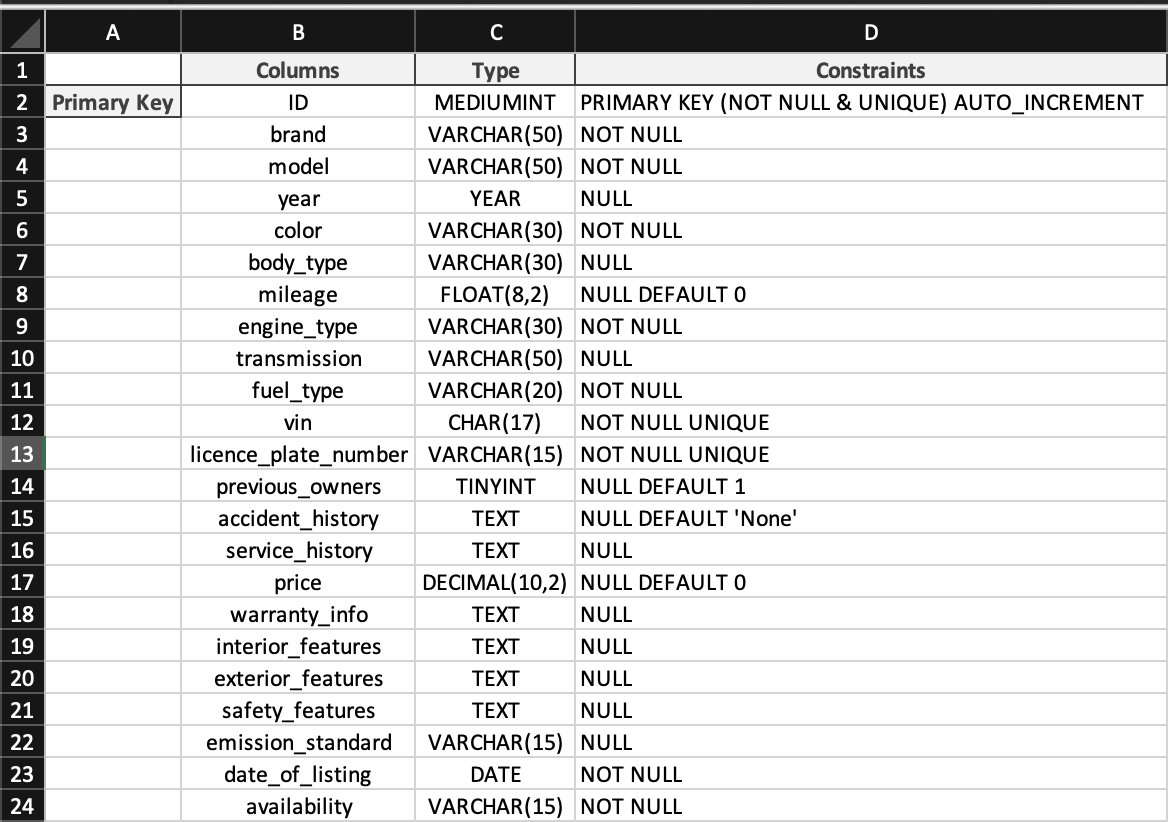 A B C D
1 Columns Type Constraints
2 Primary Key ID MEDIUMINT PRIMARY KEY (NOT NULL & UNIQUE) AUTO_INCREMENT
3 brand VARCHAR(50) NOT NULL
4 model VARCHAR(50) NOT NULL
5 year YEAR NULL
6 color VARCHAR(30) NOT NULL
7 body_type VARCHAR(30) NULL
8 mileage FLOAT(8,2) NULL DEFAULT 0
9 engine_type VARCHAR(30) NOT NULL
10 transmission VARCHAR(50) NULL
11 fuel_type VARCHAR(20) NOT NULL
12 vin CHAR(17) NOT NULL UNIQUE
13 licence_plate_number VARCHAR(15) NOT NULL UNIQUE
14 previous_owners TINYINT NULL DEFAULT 1
15 accident_history TEXT NULL DEFAULT 'None'
16 service_history TEXT NULL
17 price DECIMAL(10,2) NULL DEFAULT 0
18 warranty_info TEXT NULL
19 interior_features TEXT NULL
20 exterior_features TEXT NULL
21 safety_features TEXT NULL
22 emission_standard VARCHAR(15) NULL
23 date_of_listing DATE NOT NULL
24 availability VARCHAR(15) NOT NULL